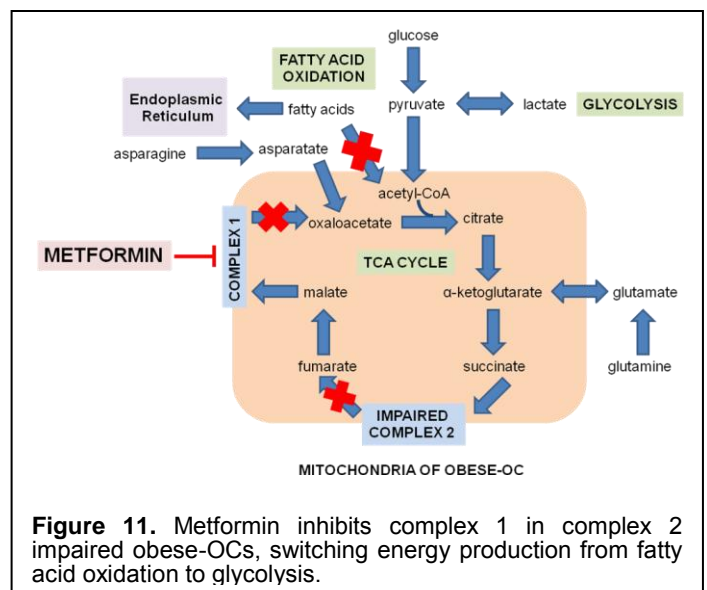 glucose
FATTY ACID
OXIDATION
Endoplasmic
Reticulum
fatty acids
pyruvate
lactate
GLYCOLYSIS
asparagine
asparatate
acetyl-CoA
COMPLEX 1
oxaloacetate
citrate
METFORMIN
TCA CYCLE
malate
α-ketoglutarate
glutamate
fumarate
succinate
glutamine
IMPAIRED
COMPLEX 2
MITOCHONDRIA OF OBESE-OC
Figure 11. Metformin inhibits complex 1 in complex 2
impaired obese-OCs, switching energy production from fatty
acid oxidation to glycolysis.